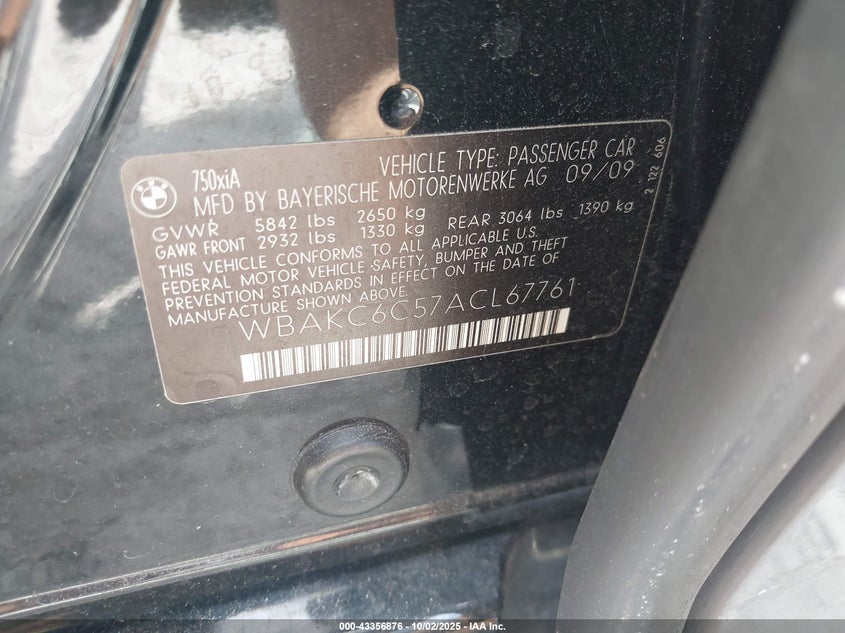 BMW
750xiA
VEHICLE TYPE: PASSENGER CAR
MFD BY BAYERISCHE MOTORENWERKE AG 09/09
GVWR 5842 lbs 2650 kg
GAWR FRONT 2932 lbs 1330 kg REAR 3064 lbs 1390 kg
THIS VEHICLE CONFORMS TO ALL APPLICABLE U.S.
FEDERAL MOTOR VEHICLE SAFETY, BUMPER AND THEFT
PREVENTION STANDARDS IN EFFECT ON THE DATE OF
MANUFACTURE SHOWN ABOVE.
WBAKC6C57ACL67761
2 122 606
000-43356876 • 10/02/2025 • IAA Inc.